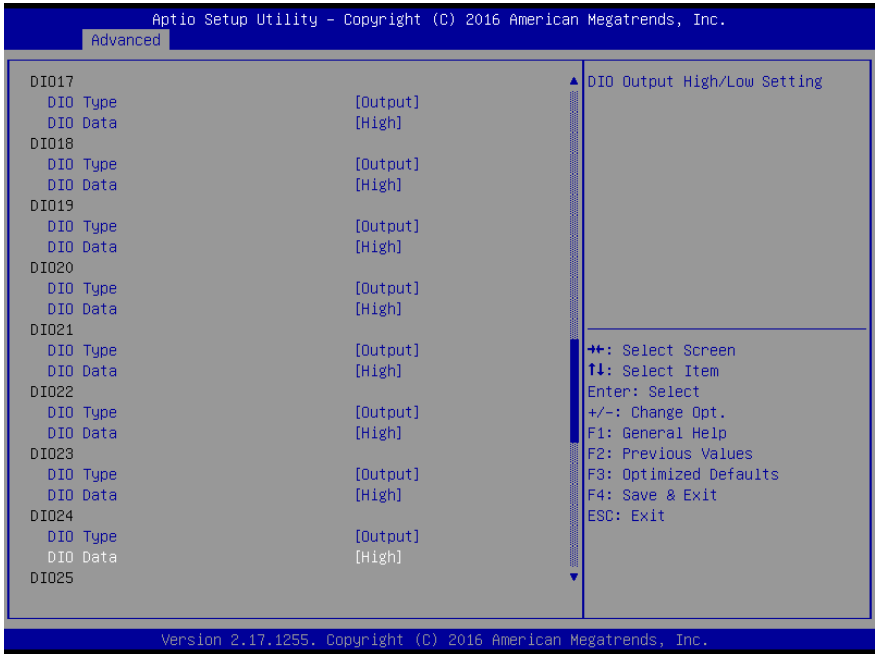 Aptio Setup Utility – Copyright (C) 2016 American Megatrends, Inc.
Advanced
DIO17
DIO Type [Output]
DIO Data [High]
DIO18
DIO Type [Output]
DIO Data [High]
DIO19
DIO Type [Output]
DIO Data [High]
DIO20
DIO Type [Output]
DIO Data [High]
DIO21
DIO Type [Output]
DIO Data [High]
DIO22
DIO Type [Output]
DIO Data [High]
DIO23
DIO Type [Output]
DIO Data [High]
DIO24
DIO Type [Output]
DIO Data [High]
DIO25
DIO Output High/Low Setting
→←: Select Screen
↑↓: Select Item
Enter: Select
+/-: Change Opt.
F1: General Help
F2: Previous Values
F3: Optimized Defaults
F4: Save & Exit
ESC: Exit
Version 2.17.1255. Copyright (C) 2016 American Megatrends, Inc.